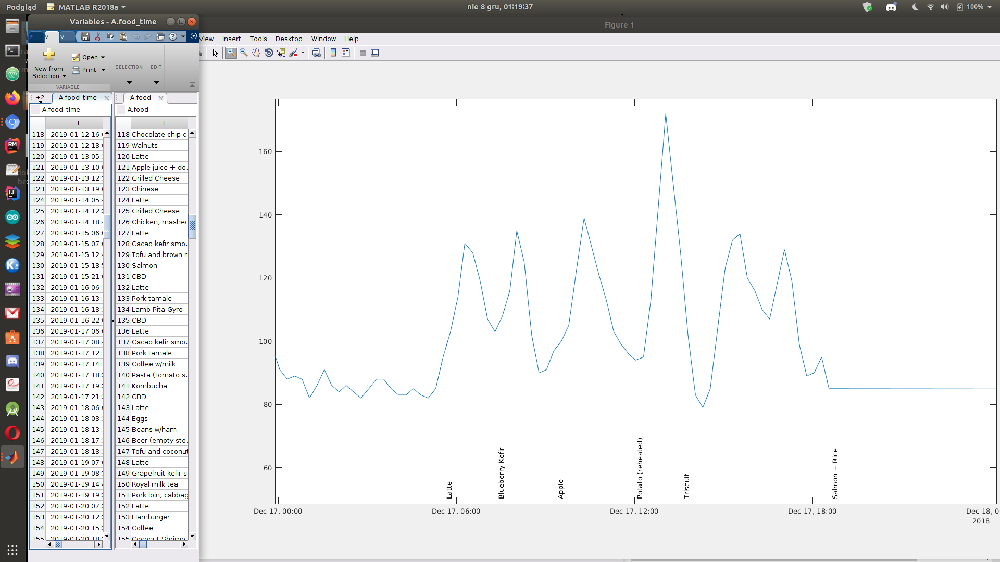 Podgląd MATLAB R2018a nie 8 gru, 01:19:37 100%
Variables - A.food_time
Figure 1
P... V... V...
View Insert Tools Desktop Window Help
New from Selection
Open
Print
SELECTION EDIT
VARIABLE
+2 A.food_time A.food
A.food_time A.food
1 1
118 2019-01-12 16: 118 Chocolate chip c...
119 2019-01-12 18: 119 Walnuts
120 2019-01-13 05: 120 Latte
121 2019-01-13 10: 121 Apple juice + do...
122 2019-01-13 12: 122 Grilled Cheese
123 2019-01-13 19: 123 Chinese
124 2019-01-14 05: 124 Latte
125 2019-01-14 12: 125 Grilled Cheese
126 2019-01-14 18: 126 Chicken, mashed
127 2019-01-15 06: 127 Latte
128 2019-01-15 07: 128 Cacao kefir smo...
129 2019-01-15 12: 129 Tofu and brown ri
130 2019-01-15 18: 130 Salmon
131 2019-01-15 21: 131 CBD
132 2019-01-16 06: 132 Latte
133 2019-01-16 13: 133 Pork tamale
134 2019-01-16 18: 134 Lamb Pita Gyro
135 2019-01-16 22: 135 CBD
136 2019-01-17 06: 136 Latte
137 2019-01-17 08: 137 Cacao kefir smo...
138 2019-01-17 12: 138 Pork tamale
139 2019-01-17 14: 139 Coffee w/milk
140 2019-01-17 18: 140 Pasta (tomato s...
141 2019-01-17 19: 141 Kombucha
142 2019-01-17 21: 142 CBD
143 2019-01-18 06: 143 Latte
144 2019-01-18 08: 144 Eggs
145 2019-01-18 13: 145 Beans w/ham
146 2019-01-18 17: 146 Beer (empty sto...
147 2019-01-18 18: 147 Tofu and coconut
148 2019-01-19 07: 148 Latte
149 2019-01-19 08: 149 Grapefruit kefir s
150 2019-01-19 14: 150 Royal milk tea
151 2019-01-19 19: 151 Pork loin, cabbag
152 2019-01-20 07: 152 Latte
153 2019-01-20 12: 153 Hamburger
154 2019-01-20 15: 154 Coffee
155 2019-01-20 18: 155 Coconut Shrimp
160
140
120
100
80
60
Latte
Blueberry Kefir
Apple
Potato (reheated)
Triscuit
Salmon + Rice
Dec 17, 00:00 Dec 17, 06:00 Dec 17, 12:00 Dec 17, 18:00 Dec 18, 0
2018